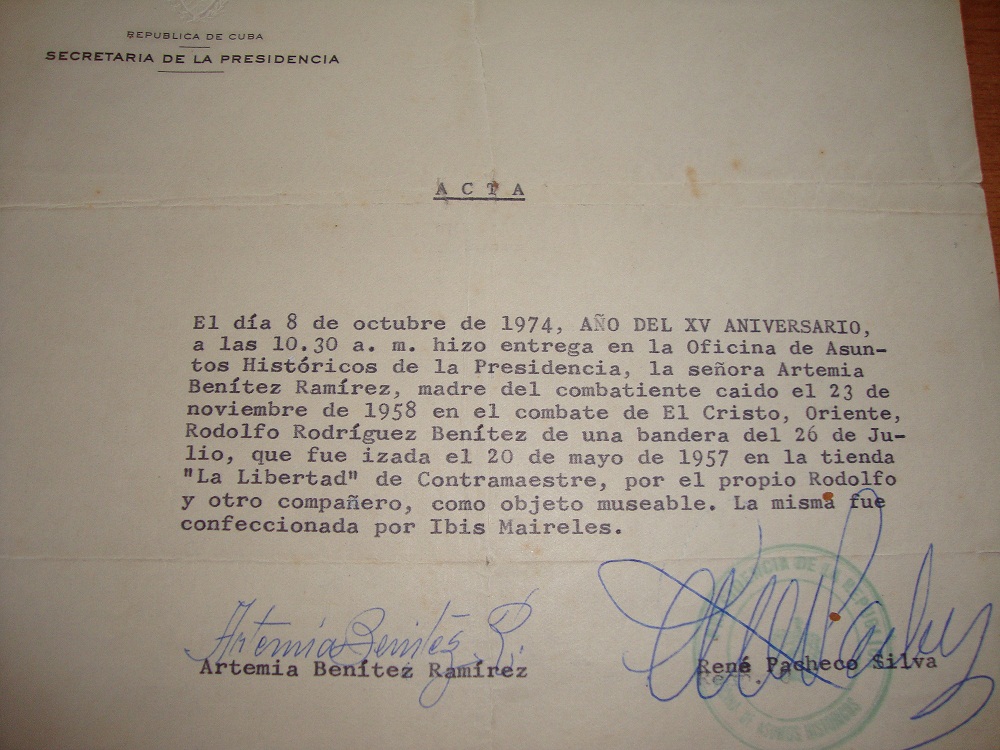 REPUBLICA DE CUBA
SECRETARIA DE LA PRESIDENCIA
ACTA
El día 8 de octubre de 1974, AÑO DEL XV ANIVERSARIO,
a las 10.30 a. m. hizo entrega en la Oficina de Asun-
tos Históricos de la Presidencia, la señora Artemia
Benítez Ramírez, madre del combatiente caido el 23 de
noviembre de 1958 en el combate de El Cristo, Oriente,
Rodolfo Rodríguez Benítez de una bandera del 26 de Ju-
lio, que fue izada el 20 de mayo de 1957 en la tienda
"La Libertad" de Contramaestre, por el propio Rodolfo
y otro compañero, como objeto museable. La misma fue
confeccionada por Ibis Maireles.
Artemia Benítez R.
Artemia Benítez Ramírez
René Pacheco Silva
DE LA